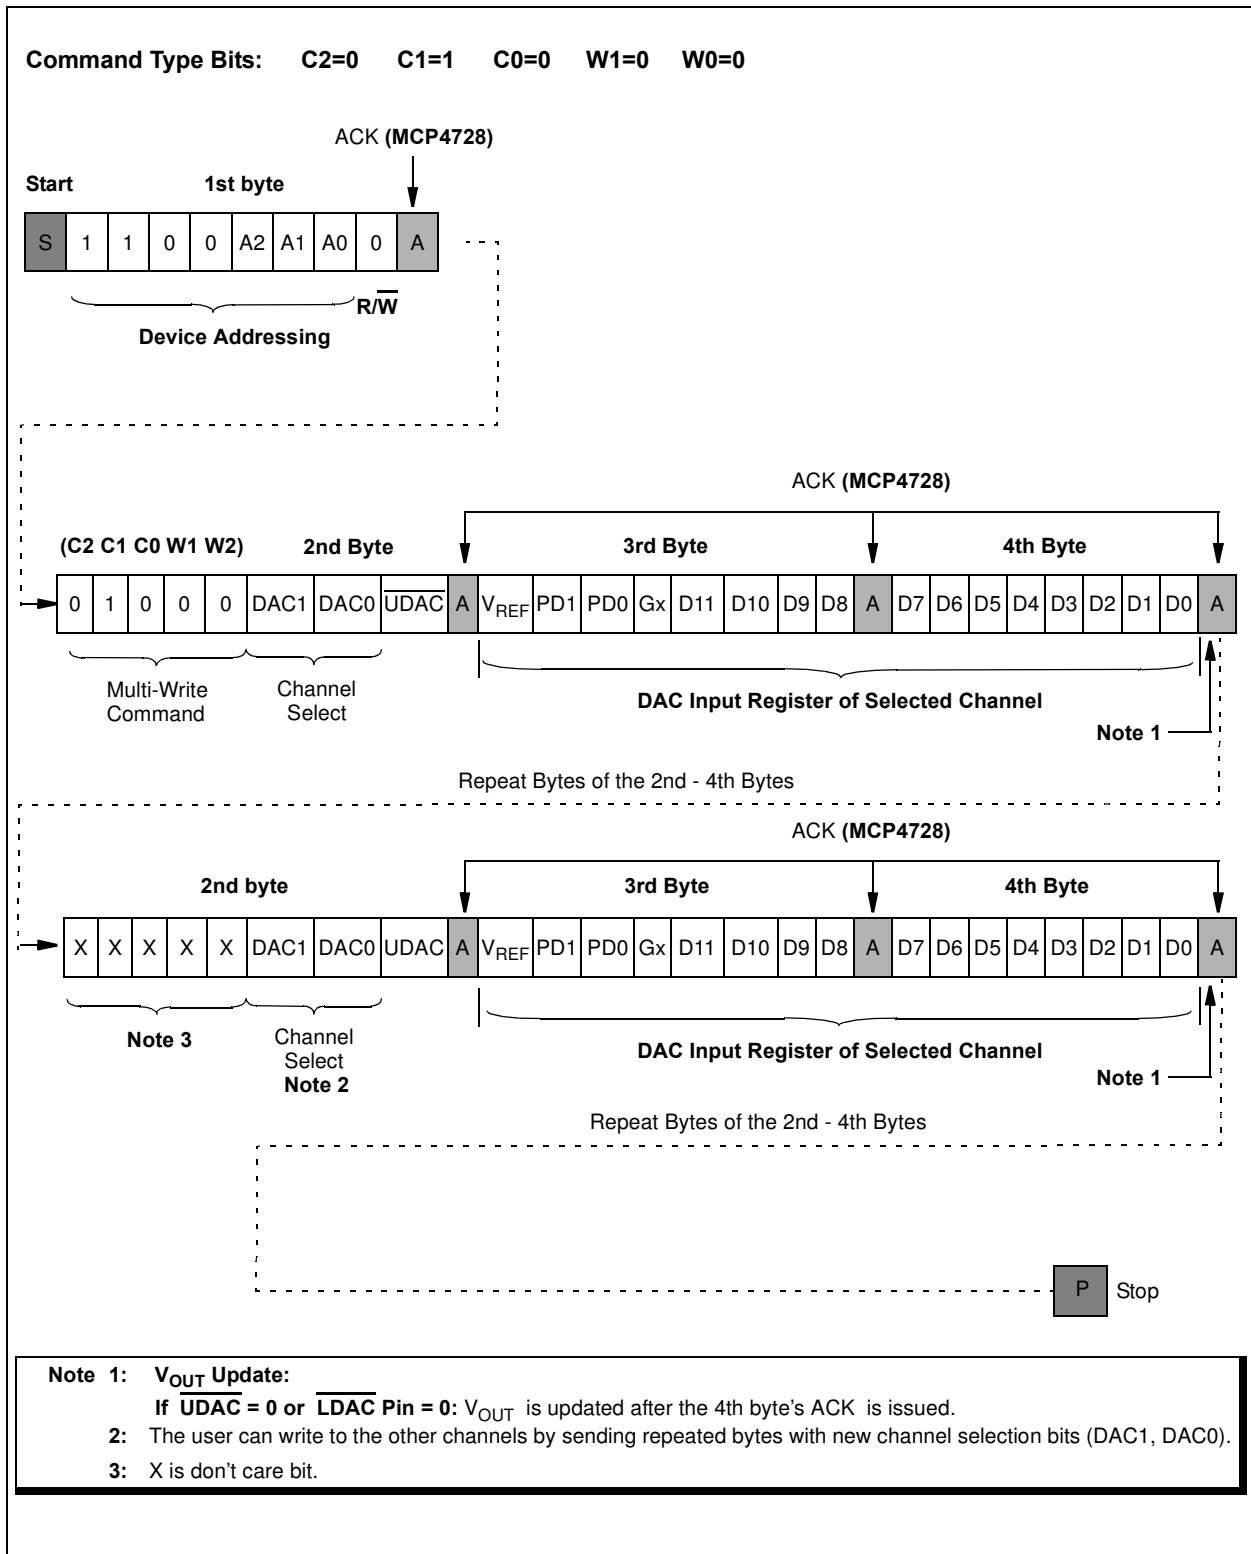 Command Type Bits: C2=0 C1=1 C0=0 W1=0 W0=0
ACK (MCP4728)
Start 1st byte
S 1 1 0 0 A2 A1 A0 0 A
R/W
Device Addressing
ACK (MCP4728)
(C2 C1 C0 W1 W2) 2nd Byte 3rd Byte 4th Byte
0 1 0 0 0 DAC1 DAC0 UDAC A VREF PD1 PD0 Gx D11 D10 D9 D8 A D7 D6 D5 D4 D3 D2 D1 D0 A
Multi-Write Channel
Command Select
DAC Input Register of Selected Channel
Note 1
Repeat Bytes of the 2nd - 4th Bytes
ACK (MCP4728)
2nd byte 3rd Byte 4th Byte
X X X X X DAC1 DAC0 UDAC A VREF PD1 PD0 Gx D11 D10 D9 D8 A D7 D6 D5 D4 D3 D2 D1 D0 A
Note 3 Channel
Select
Note 2
DAC Input Register of Selected Channel
Note 1
Repeat Bytes of the 2nd - 4th Bytes
P Stop
Note 1: VOUT Update:
If UDAC = 0 or LDAC Pin = 0: VOUT is updated after the 4th byte's ACK is issued.
2: The user can write to the other channels by sending repeated bytes with new channel selection bits (DAC1, DAC0).
3: X is don't care bit.